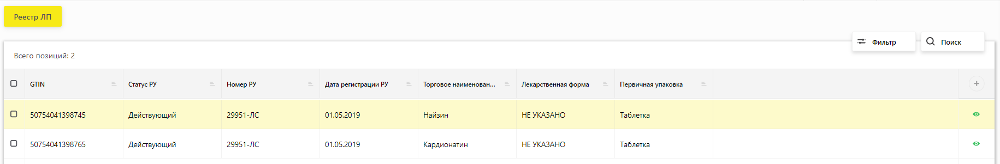 Реестр ЛП
Фильтр Поиск
Всего позиций: 2
GTIN Статус РУ Номер РУ Дата регистрации РУ Торговое наименован... Лекарственная форма Первичная упаковка
50754041398745 Действующий 29951-ЛС 01.05.2019 Найзин НЕ УКАЗАНО Таблетка
50754041398765 Действующий 29951-ЛС 01.05.2019 Кардионатин НЕ УКАЗАНО Таблетка